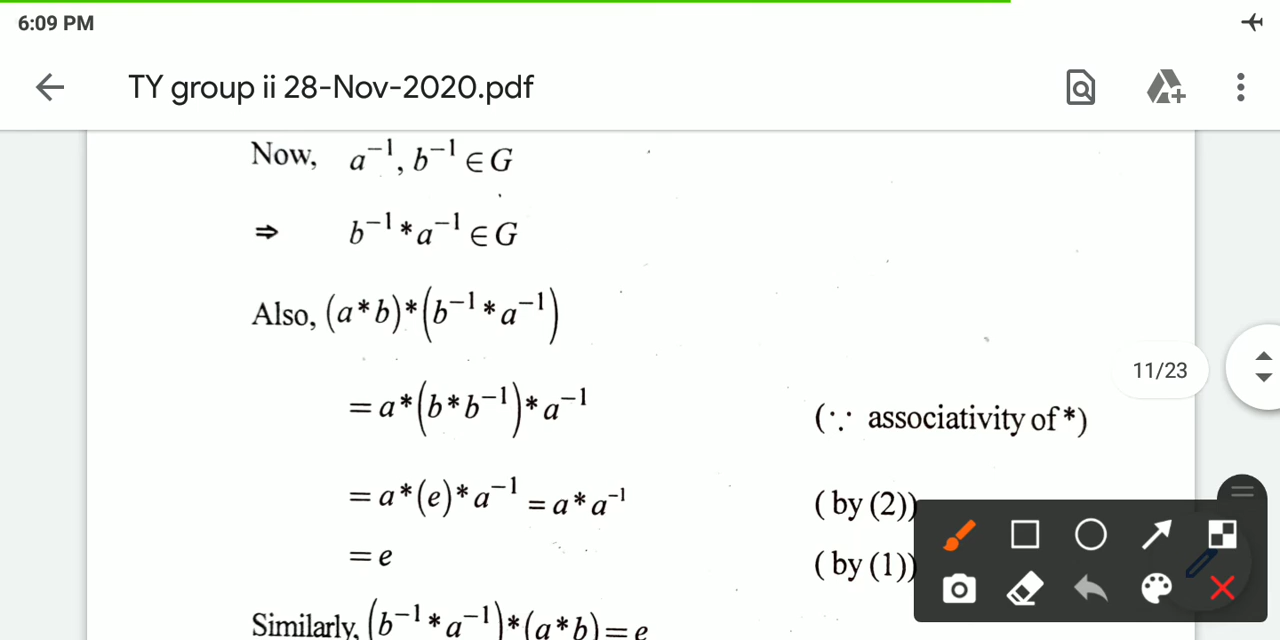 6:09 PM
TY group ii 28-Nov-2020.pdf
Now, a⁻¹, b⁻¹ ∈ G
⇒ b⁻¹ * a⁻¹ ∈ G
Also, (a * b) * (b⁻¹ * a⁻¹)
= a * (b * b⁻¹) * a⁻¹ (∵ associativity of *)
= a * (e) * a⁻¹ = a * a⁻¹ ( by (2))
= e ( by (1))
Similarly, (b⁻¹ * a⁻¹) * (a * b) = e
11/23